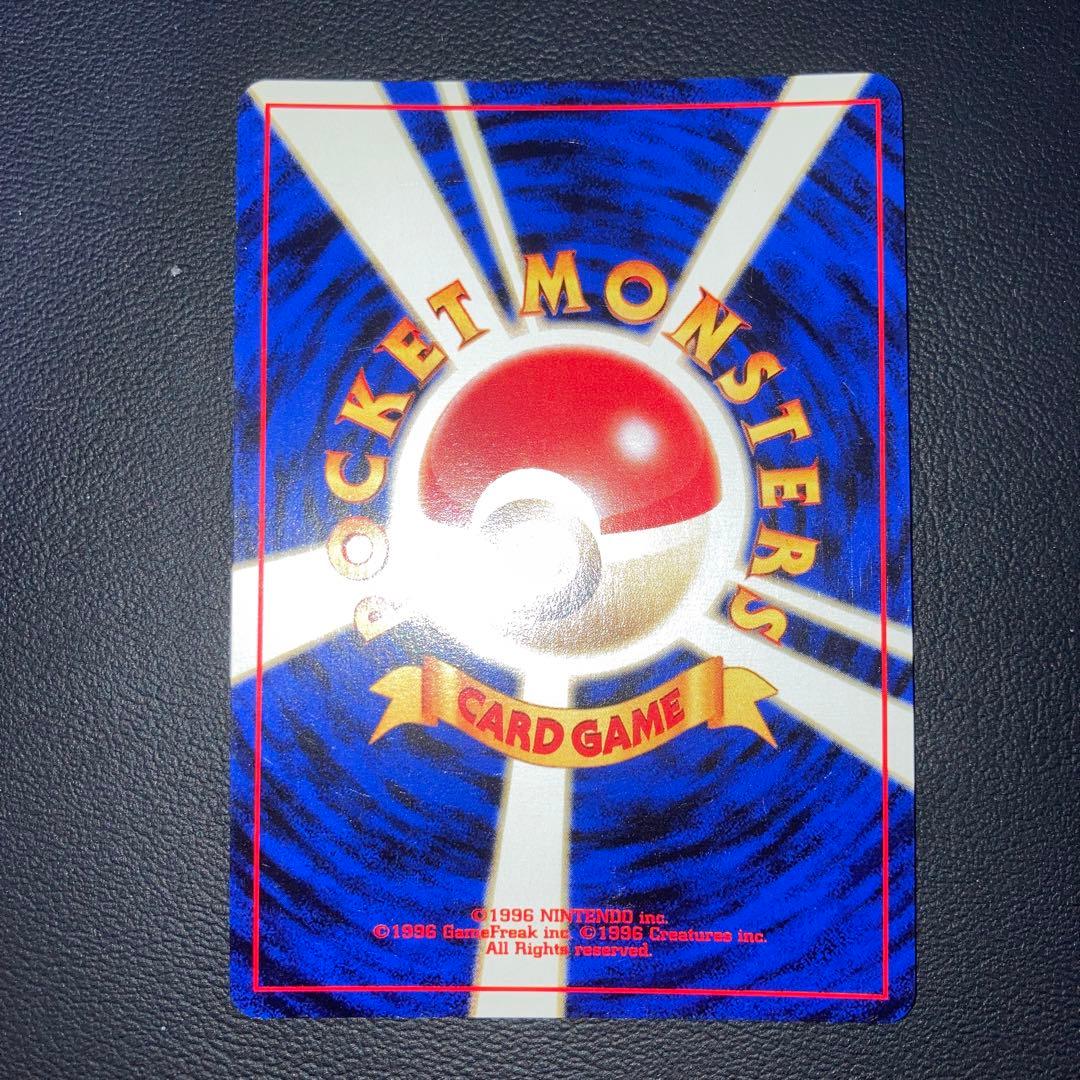 POCKET MONSTERS
CARD GAME
©1996 NINTENDO inc.
©1996 GameFreak inc. ©1996 Creatures inc.
All Rights reserved.